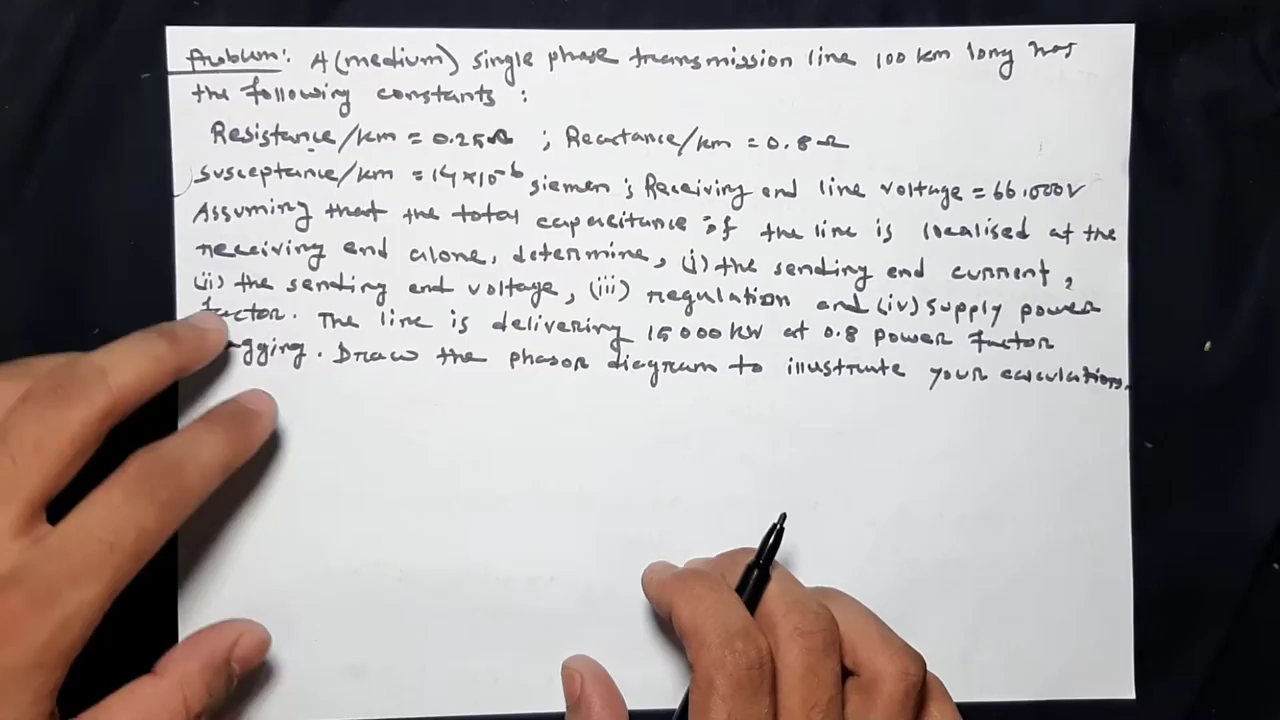 Problem: A (medium) single phase transmission line 100 km long has
the following constants :
Resistance/km = 0.25Ω ; Reactance/km = 0.8Ω
Susceptance/km = 14×10⁻⁶ siemen ; Receiving end line voltage = 66,000V
Assuming that the total capacitance of the line is localised at the
receiving end alone, determine, (i) the sending end current,
(ii) the sending end voltage, (iii) regulation and (iv) supply power
factor. The line is delivering 15000 kW at 0.8 power factor
gging. Draw the phasor diagram to illustrate your calculations.